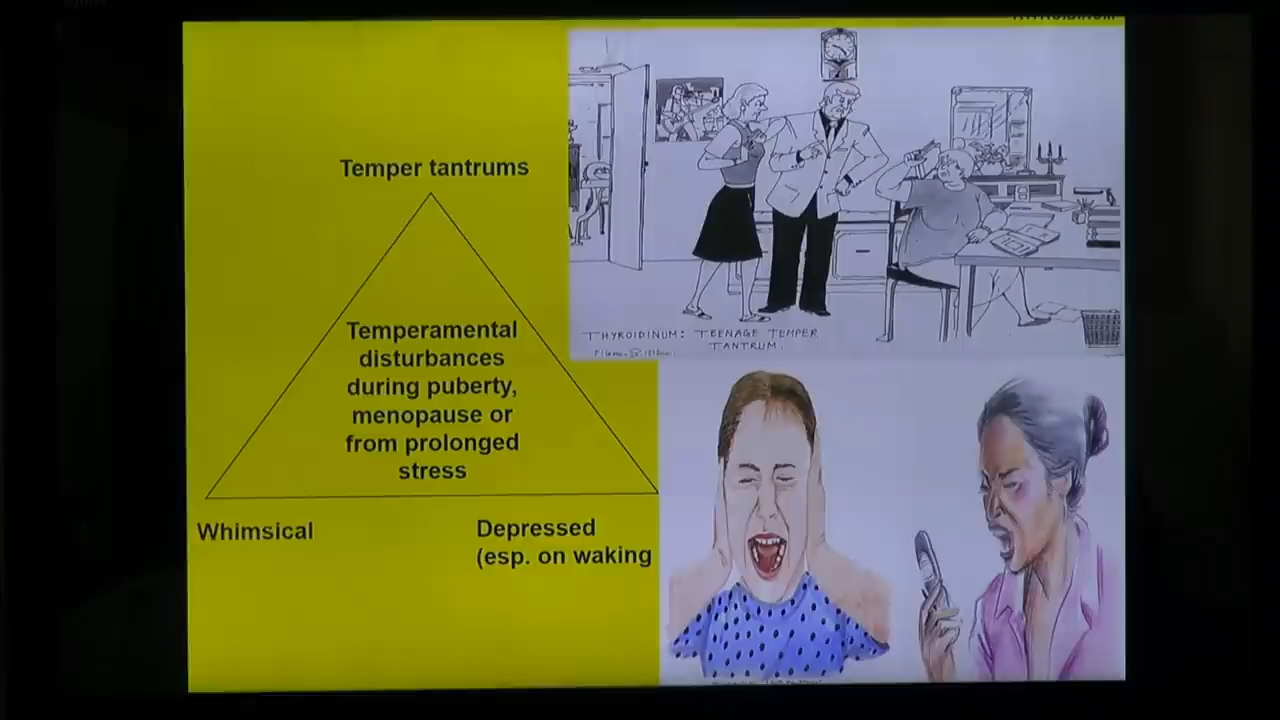 Temper tantrums
Temperamental
disturbances
during puberty,
menopause or
from prolonged
stress
Whimsical
Depressed
(esp. on waking
THYROIDINUM: TEENAGE TEMPER
TANTRUM.